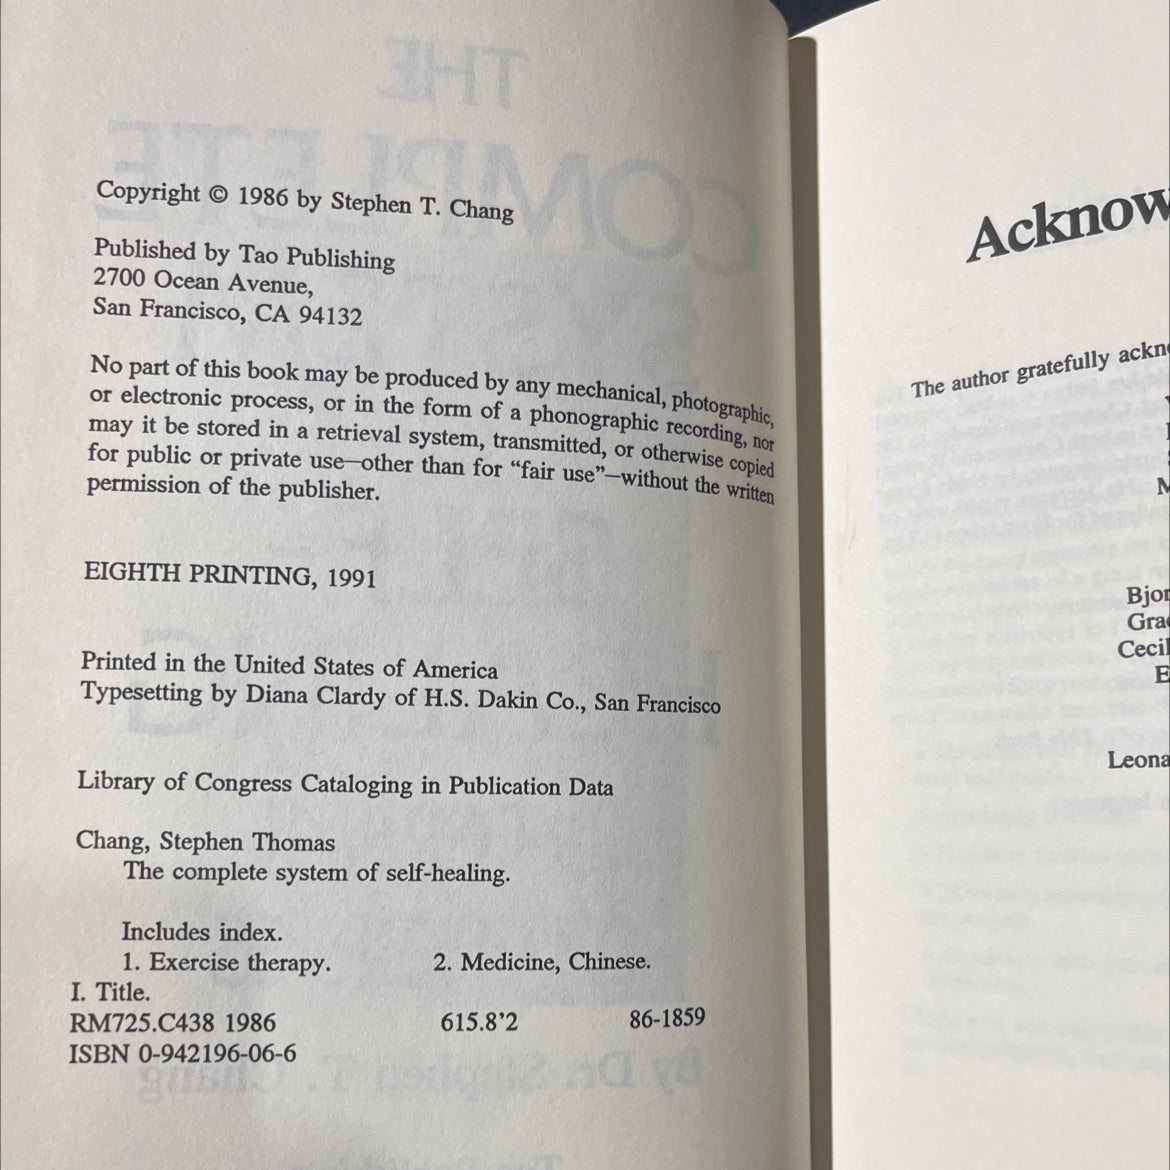 Copyright © 1986 by Stephen T. Chang
Published by Tao Publishing
2700 Ocean Avenue,
San Francisco, CA 94132
No part of this book may be produced by any mechanical, photographic,
or electronic process, or in the form of a phonographic recording, nor
may it be stored in a retrieval system, transmitted, or otherwise copied
for public or private use—other than for “fair use”—without the written
permission of the publisher.
EIGHTH PRINTING, 1991
Printed in the United States of America
Typesetting by Diana Clardy of H.S. Dakin Co., San Francisco
Library of Congress Cataloging in Publication Data
Chang, Stephen Thomas
The complete system of self-healing.
Includes index.
1. Exercise therapy. 2. Medicine, Chinese.
I. Title.
RM725.C438 1986 615.8’2 86-1859
ISBN 0-942196-06-6
Acknow
The author gratefully ackn
M
Bjor
Gra
Cecil
E
Leona